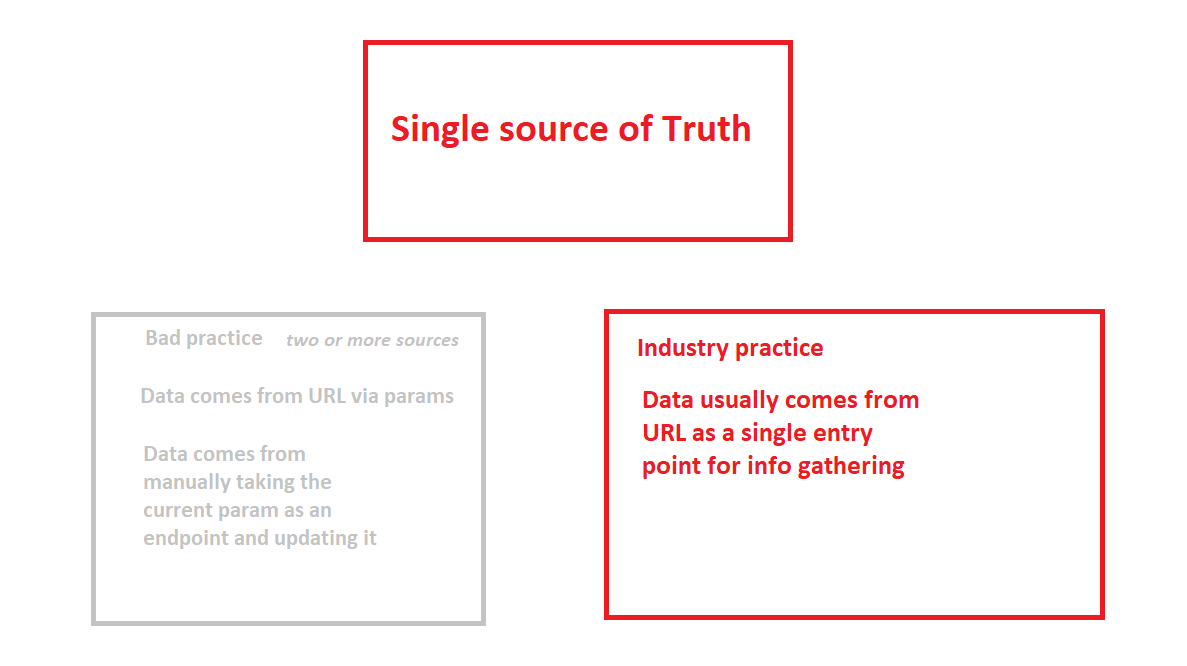 Single source of Truth
Bad practice two or more sources
Data comes from URL via params
Data comes from
manually taking the
current param as an
endpoint and updating it
Industry practice
Data usually comes from
URL as a single entry
point for info gathering